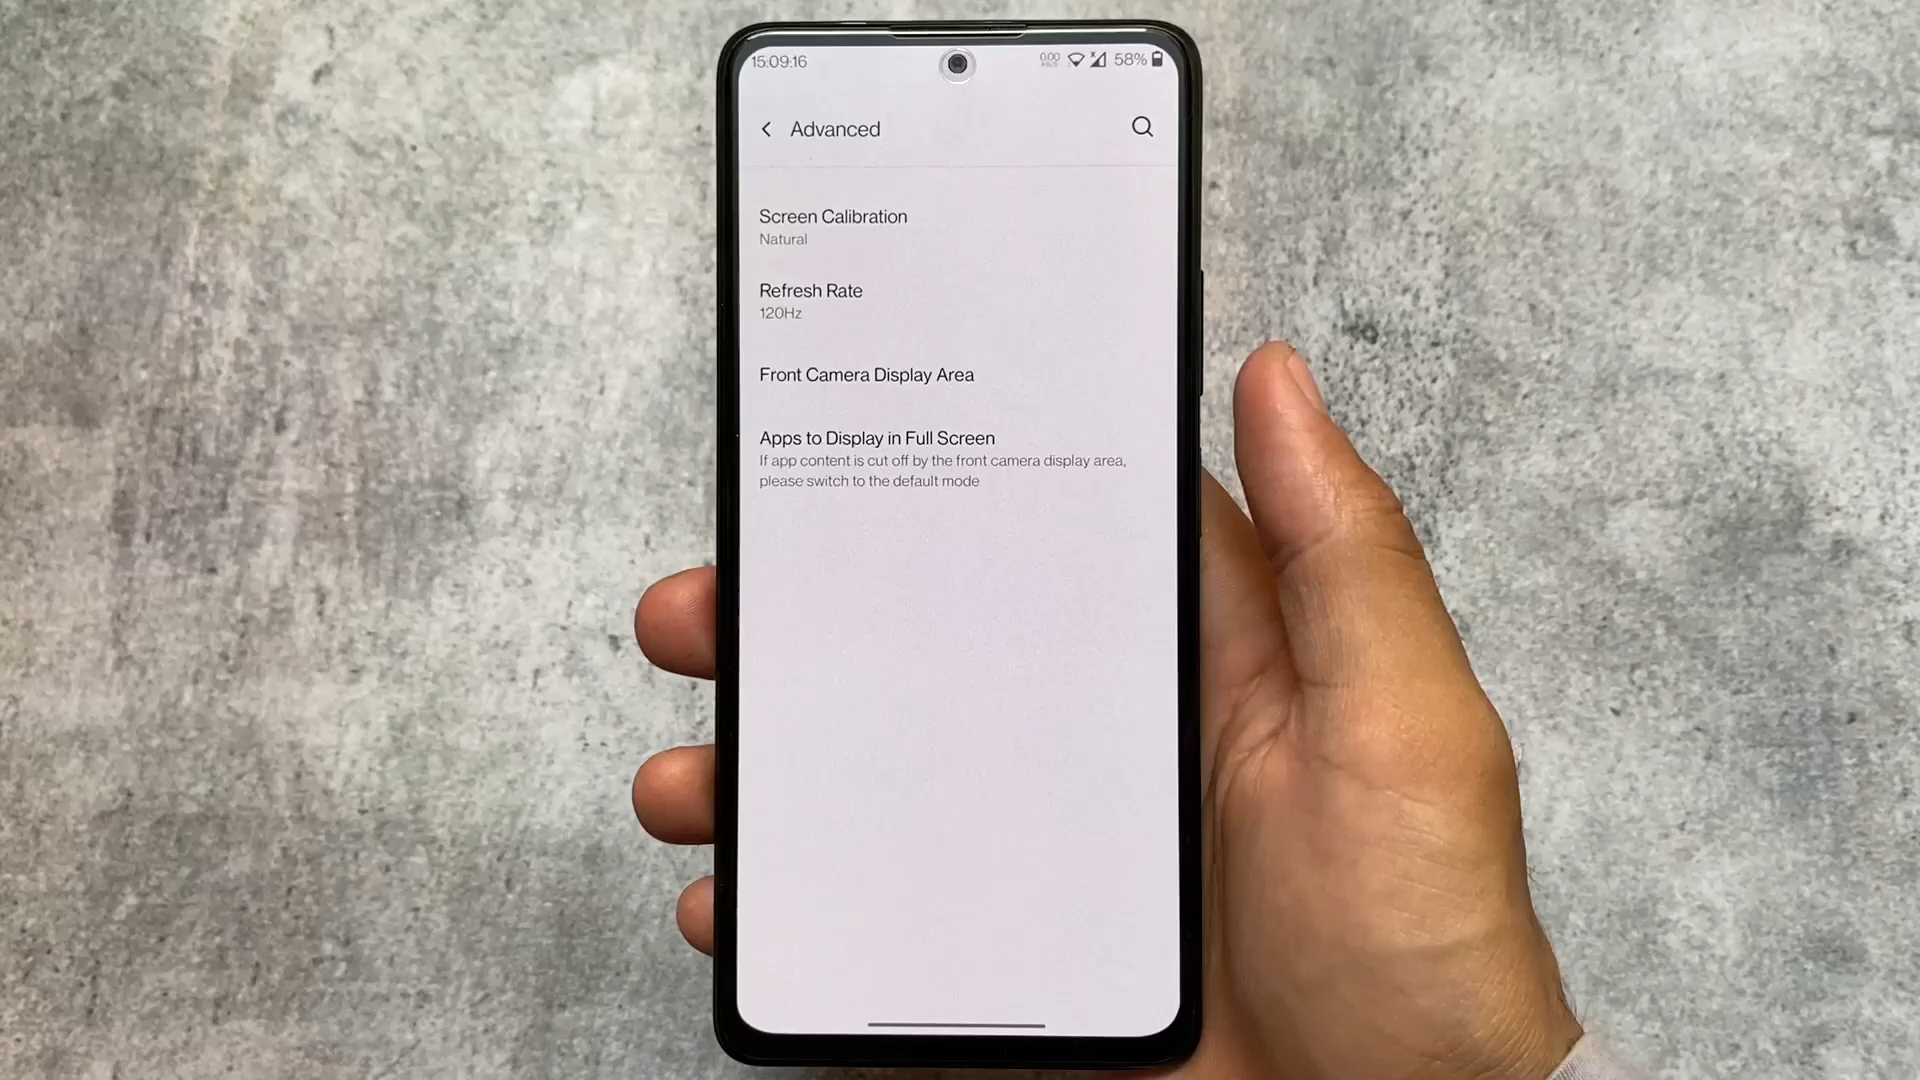 15:09:16
0.00
58%
Advanced
Screen Calibration
Natural
Refresh Rate
120Hz
Front Camera Display Area
Apps to Display in Full Screen
If app content is cut off by the front camera display area,
please switch to the default mode